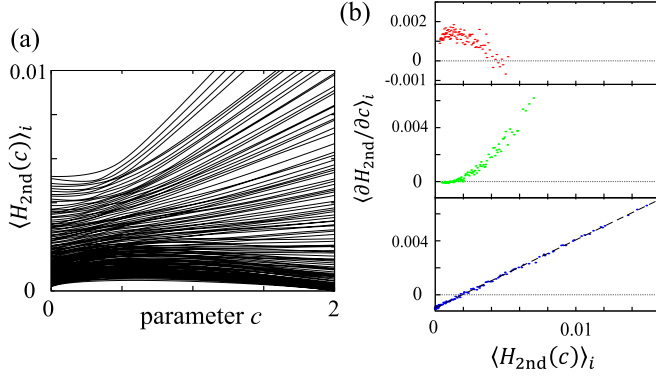 (a)
0.01
⟨H2nd(c)⟩i
0
0
2
parameter c
(b)
0.002
0
-0.001
0.004
0
0.004
0
0
0.01
⟨∂H2nd/∂c⟩i
⟨H2nd(c)⟩i